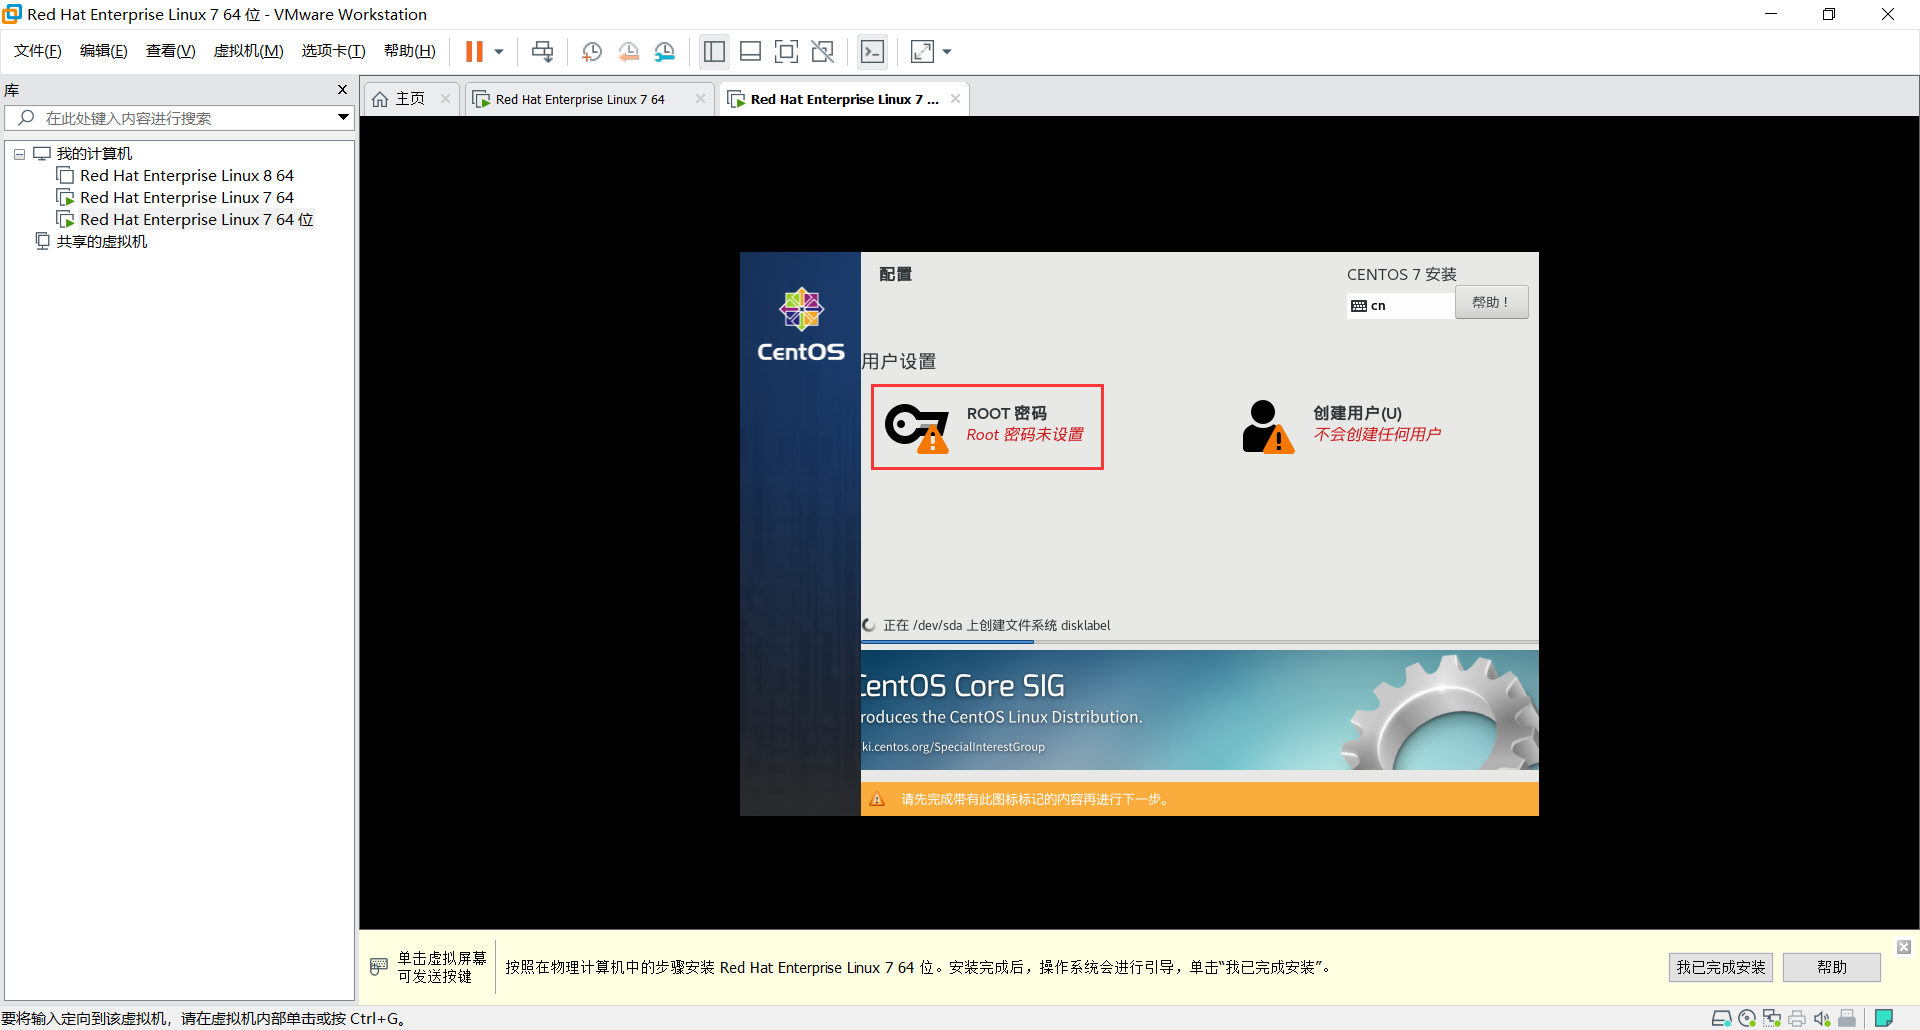 Red Hat Enterprise Linux 7 64 位 - VMware Workstation
文件(F) 编辑(E) 查看(V) 虚拟机(M) 选项卡(T) 帮助(H)
库
在此处键入内容进行搜索
我的计算机
Red Hat Enterprise Linux 8 64
Red Hat Enterprise Linux 7 64
Red Hat Enterprise Linux 7 64 位
共享的虚拟机
主页
Red Hat Enterprise Linux 7 64
Red Hat Enterprise Linux 7 ...
CentOS
配置
CENTOS 7 安装
cn
帮助！
用户设置
ROOT 密码
Root 密码未设置
创建用户(U)
不会创建任何用户
正在 /dev/sda 上创建文件系统 disklabel
CentOS Core SIG
roduces the CentOS Linux Distribution.
ki.centos.org/SpecialInterestGroup
请先完成带有此图标标记的内容再进行下一步。
单击虚拟屏幕
可发送按键
按照在物理计算机中的步骤安装 Red Hat Enterprise Linux 7 64 位。安装完成后，操作系统会进行引导，单击“我已完成安装”。
我已完成安装
帮助
要将输入定向到该虚拟机，请在虚拟机内部单击或按 Ctrl+G。